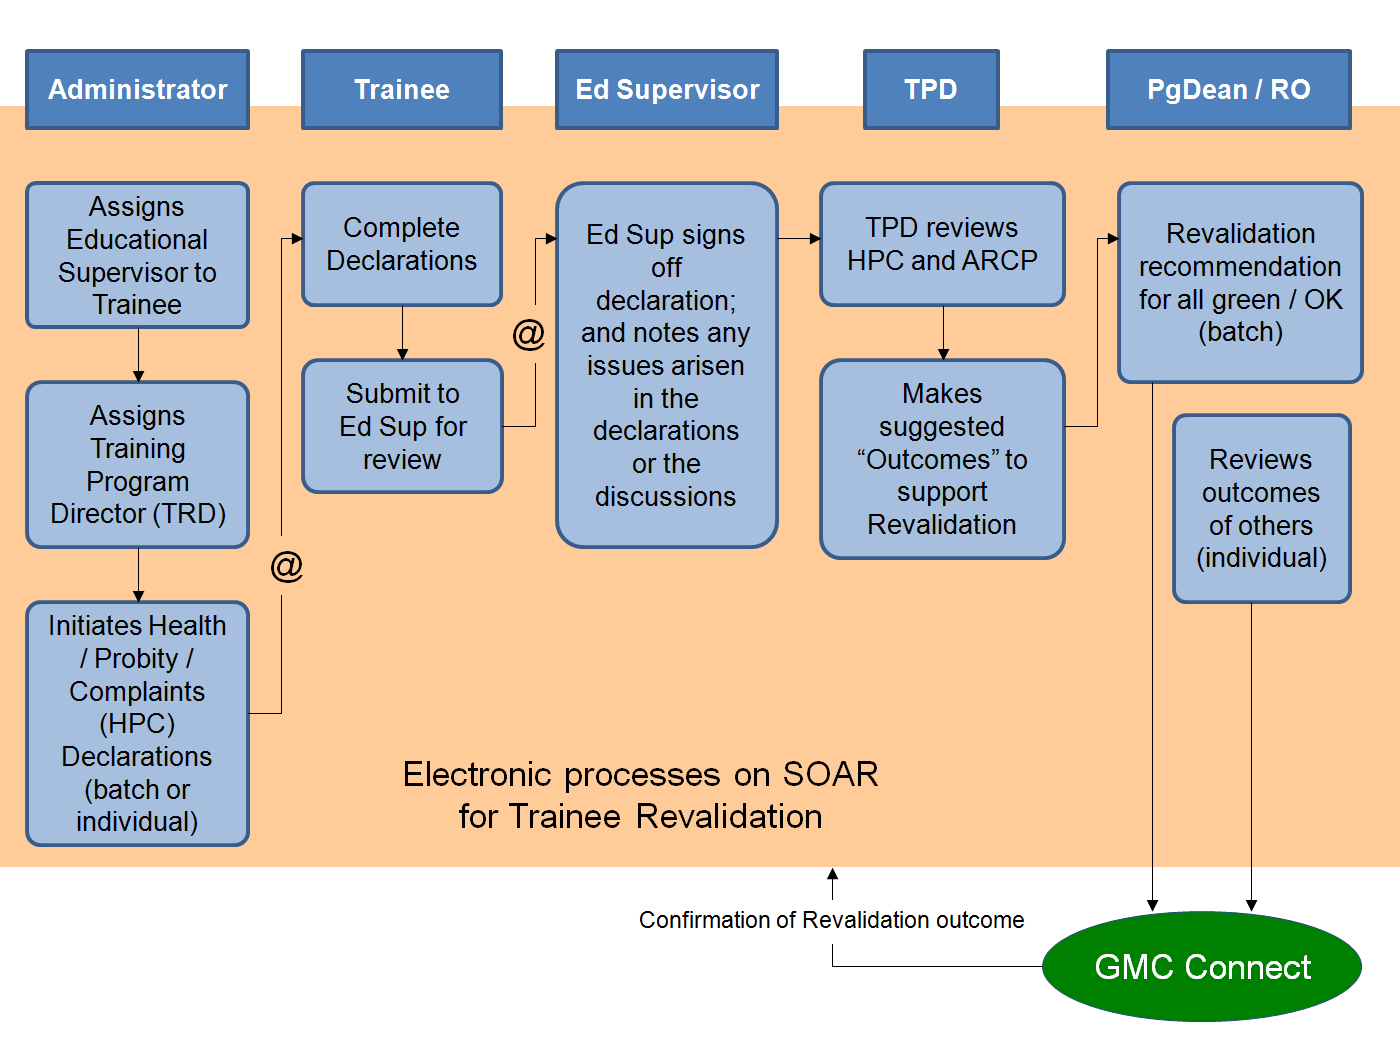 Administrator
Trainee
Ed Supervisor
TPD
PgDean / RO
Assigns
Educational
Supervisor to
Trainee
Assigns
Training
Program
Director (TRD)
Initiates Health
/ Probity /
Complaints
(HPC)
Declarations
(batch or
individual)
@
Complete
Declarations
Submit to
Ed Sup for
review
@
Ed Sup signs
off
declaration;
and notes any
issues arisen
in the
declarations
or the
discussions
TPD reviews
HPC and ARCP
Makes
suggested
“Outcomes” to
support
Revalidation
Revalidation
recommendation
for all green / OK
(batch)
Reviews
outcomes
of others
(individual)
Electronic processes on SOAR
for Trainee Revalidation
Confirmation of Revalidation outcome
GMC Connect